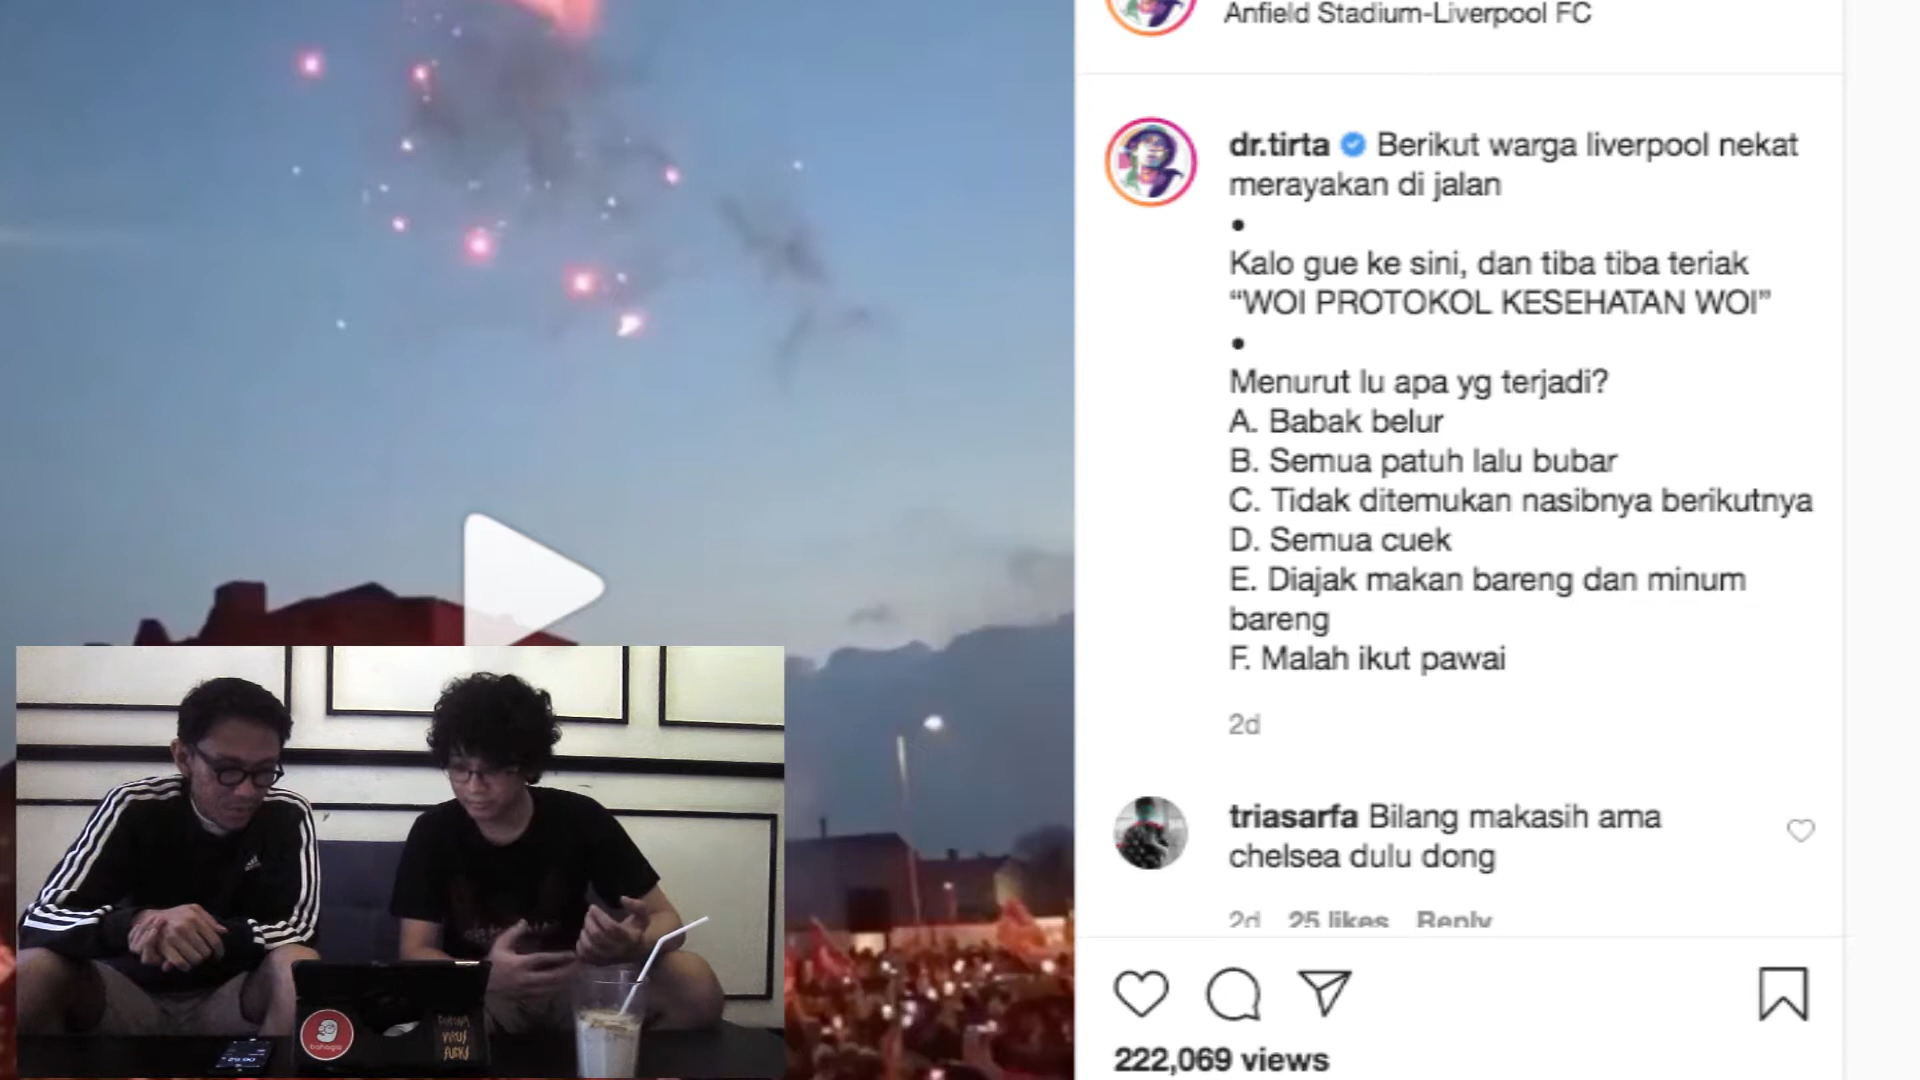 Anfield Stadium-Liverpool FC
dr.tirta Berikut warga liverpool nekat
merayakan di jalan
•
Kalo gue ke sini, dan tiba tiba teriak
“WOI PROTOKOL KESEHATAN WOI”
•
Menurut lu apa yg terjadi?
A. Babak belur
B. Semua patuh lalu bubar
C. Tidak ditemukan nasibnya berikutnya
D. Semua cuek
E. Diajak makan bareng dan minum
bareng
F. Malah ikut pawai
2d
triasarfa Bilang makasih ama
chelsea dulu dong
2d 25 likes Reply
222,069 views
bahagia